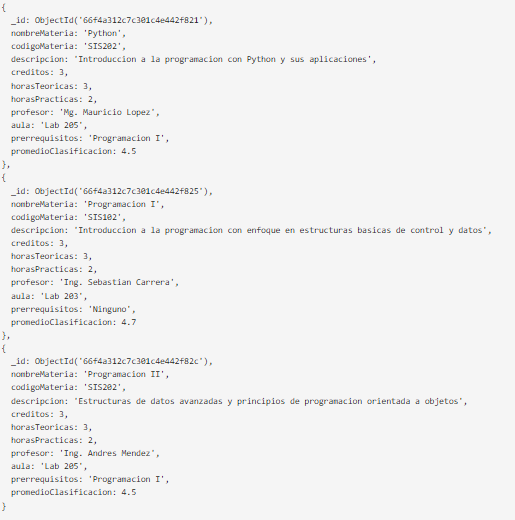 {
  _id: ObjectId('66f4a312c7c301c4e442f821'),
  nombreMateria: 'Python',
  codigoMateria: 'SIS202',
  descripcion: 'Introduccion a la programacion con Python y sus aplicaciones',
  creditos: 3,
  horasTeoricas: 3,
  horasPracticas: 2,
  profesor: 'Mg. Mauricio Lopez',
  aula: 'Lab 205',
  prerrequisitos: 'Programacion I',
  promedioClasificacion: 4.5
},
{
  _id: ObjectId('66f4a312c7c301c4e442f825'),
  nombreMateria: 'Programacion I',
  codigoMateria: 'SIS102',
  descripcion: 'Introduccion a la programacion con enfoque en estructuras basicas de control y datos',
  creditos: 3,
  horasTeoricas: 3,
  horasPracticas: 2,
  profesor: 'Ing. Sebastian Carrera',
  aula: 'Lab 203',
  prerrequisitos: 'Ninguno',
  promedioClasificacion: 4.7
},
{
  _id: ObjectId('66f4a312c7c301c4e442f82c'),
  nombreMateria: 'Programacion II',
  codigoMateria: 'SIS202',
  descripcion: 'Estructuras de datos avanzadas y principios de programacion orientada a objetos',
  creditos: 3,
  horasTeoricas: 3,
  horasPracticas: 2,
  profesor: 'Ing. Andres Mendez',
  aula: 'Lab 205',
  prerrequisitos: 'Programacion I',
  promedioClasificacion: 4.5
}